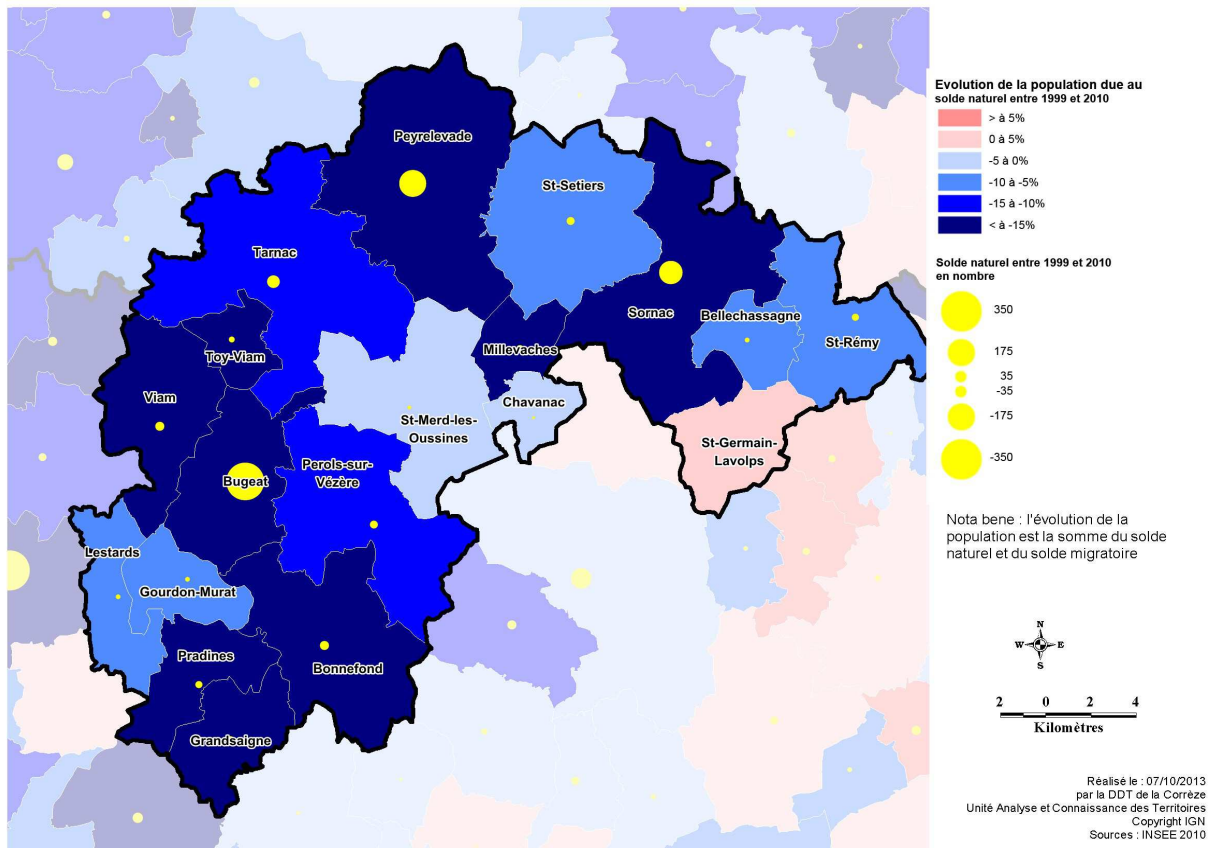 Peyrelevade
St-Setiers
Tarnac
Sornac
Bellechassagne
St-Rémy
Toy-Viam
Millevaches
Viam
Chavanac
St-Merd-les-
Oussines
St-Germain-
Lavolps
Perols-sur-
Vézère
Bugeat
Lestards
Gourdon-Murat
Pradines
Bonnefond
Grandsaigne
Evolution de la population due au
solde naturel entre 1999 et 2010
> à 5%
0 à 5%
-5 à 0%
-10 à -5%
-15 à -10%
< à -15%
Solde naturel entre 1999 et 2010
en nombre
350
175
35
-35
-175
-350
Nota bene : l'évolution de la
population est la somme du solde
naturel et du solde migratoire
N
W E
S
2 0 2 4
Kilomètres
Réalisé le : 07/10/2013
par la DDT de la Corrèze
Unité Analyse et Connaissance des Territoires
Copyright IGN
Sources : INSEE 2010